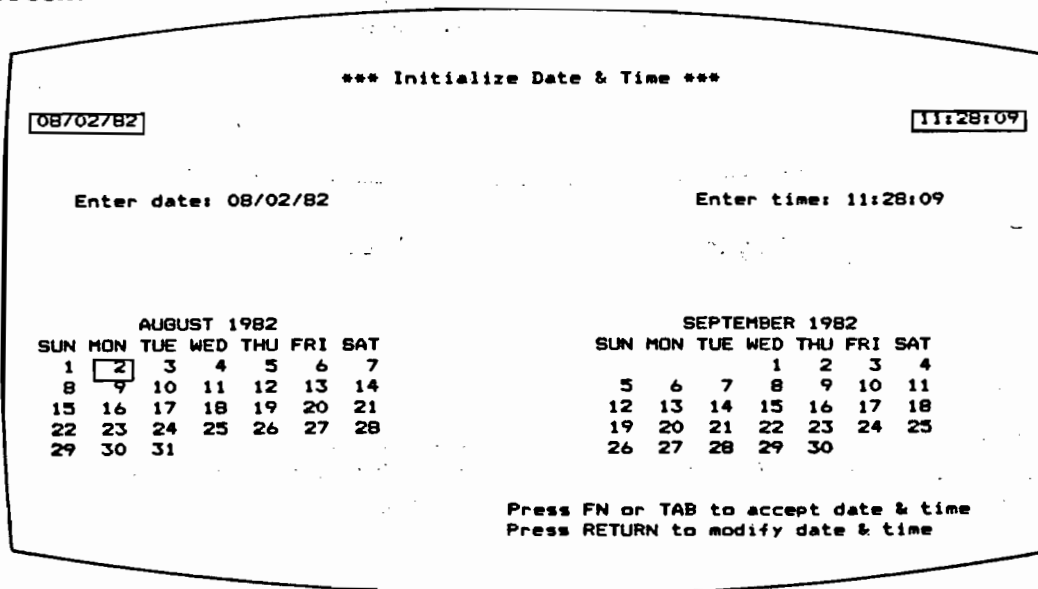 *** Initialize Date & Time ***
08/02/82 11:28:09
Enter date: 08/02/82 Enter time: 11:28:09
AUGUST 1982 SEPTEMBER 1982
SUN MON TUE WED THU FRI SAT SUN MON TUE WED THU FRI SAT
1 2 3 4 5 6 7 1 2 3 4
8 9 10 11 12 13 14 5 6 7 8 9 10 11
15 16 17 18 19 20 21 12 13 14 15 16 17 18
22 23 24 25 26 27 28 19 20 21 22 23 24 25
29 30 31 26 27 28 29 30
Press FN or TAB to accept date & time
Press RETURN to modify date & time